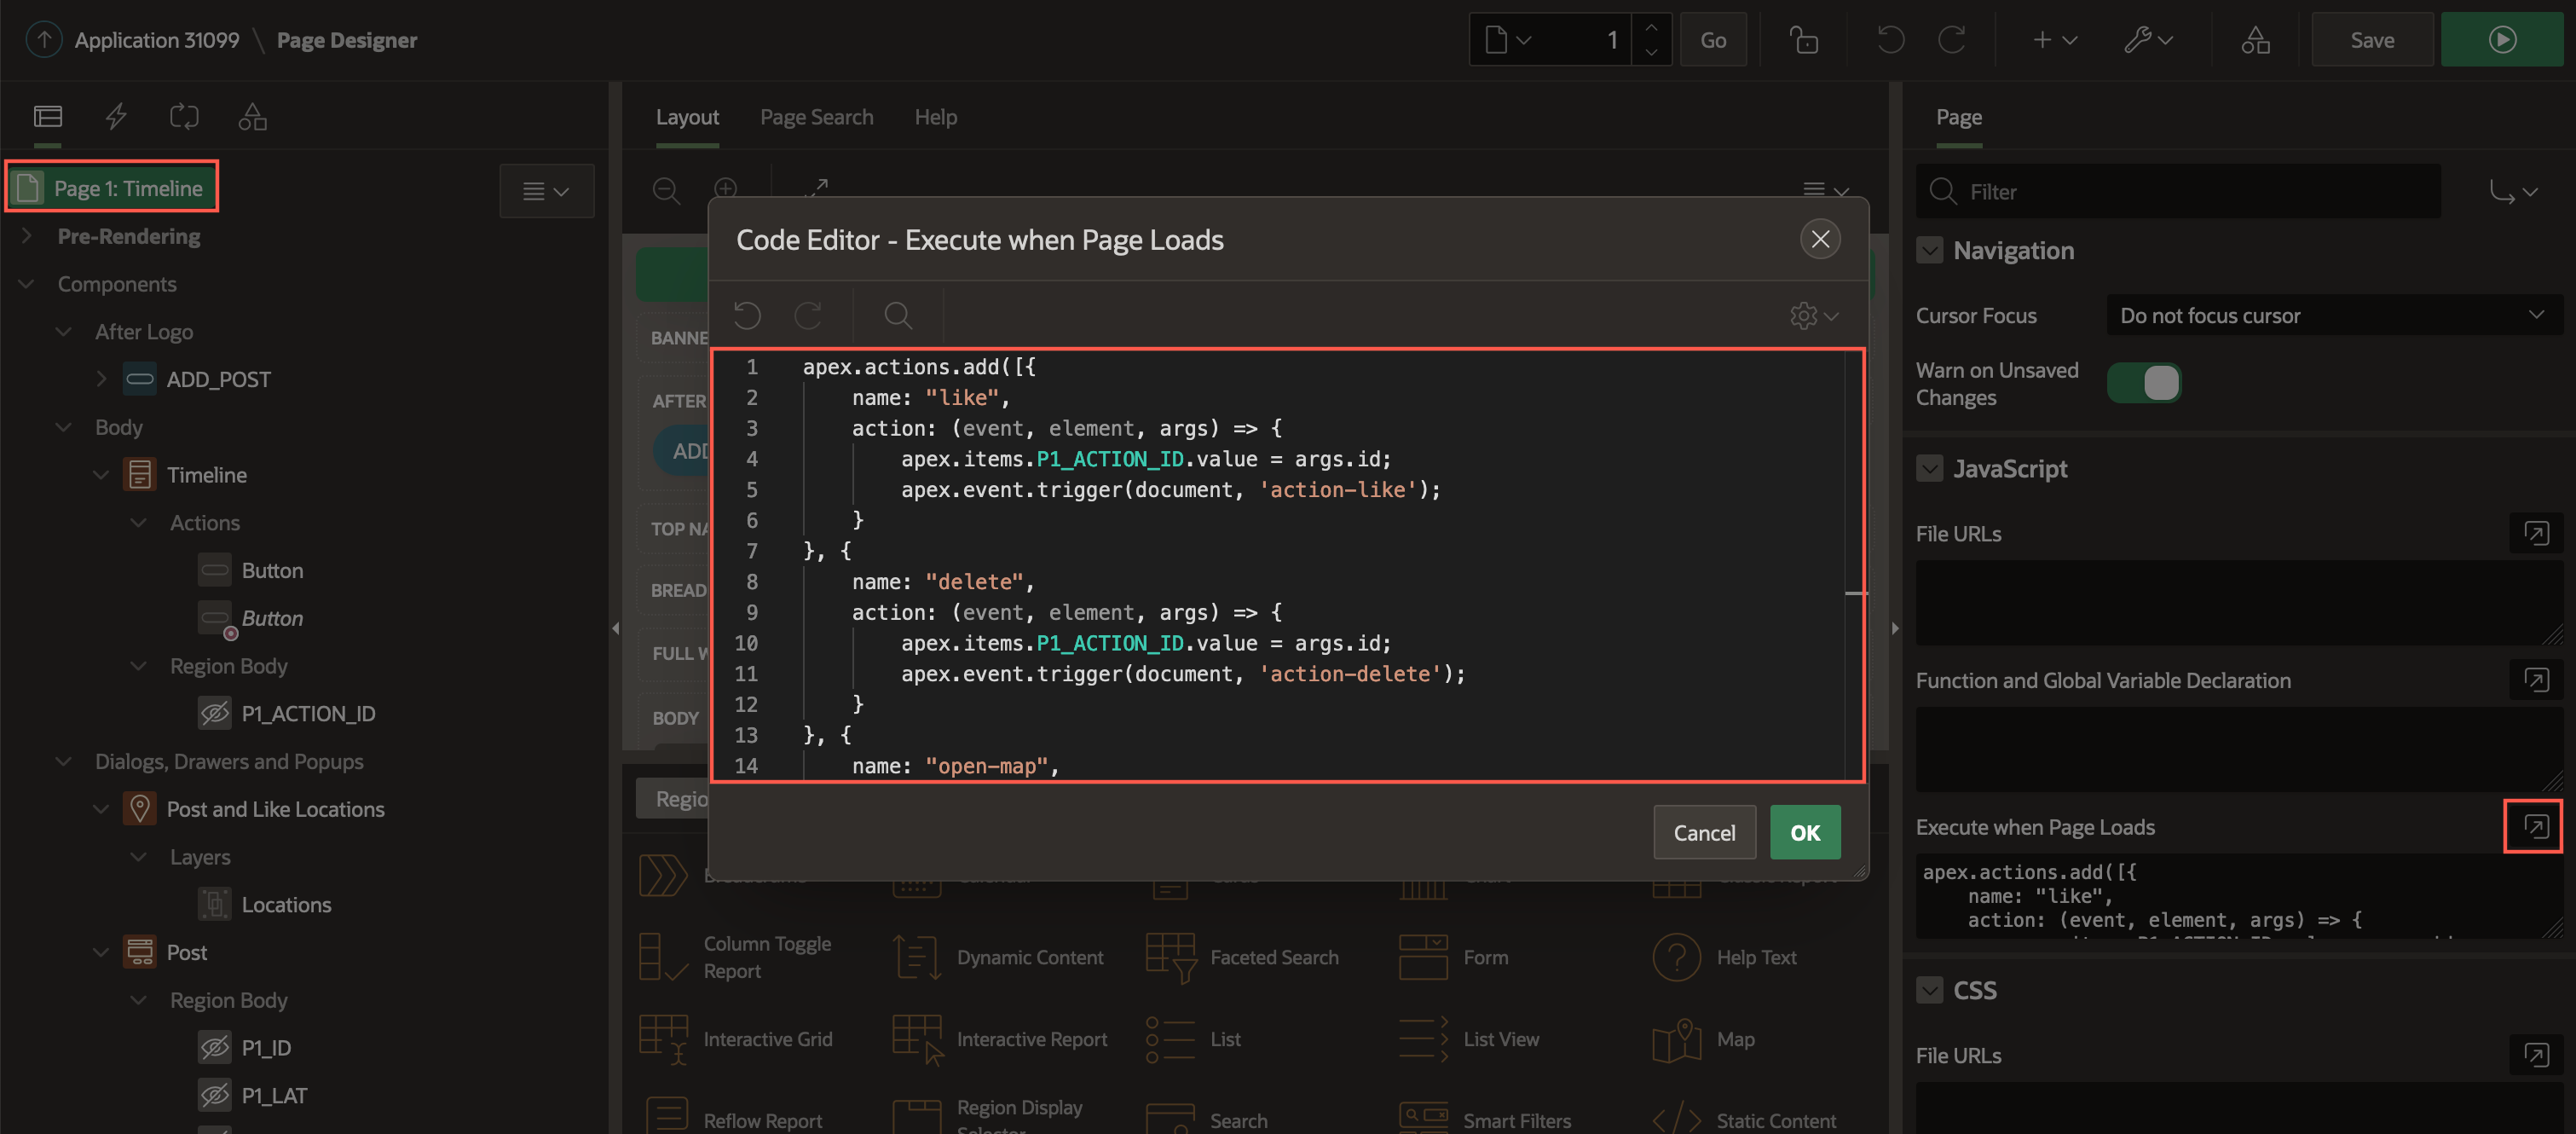 Application 31099 \ Page Designer
1
Go
Save
Layout
Page Search
Help
Page
Page 1: Timeline
Pre-Rendering
Components
After Logo
ADD_POST
Body
Timeline
Actions
Button
Button
Region Body
P1_ACTION_ID
Dialogs, Drawers and Popups
Post and Like Locations
Layers
Locations
Post
Region Body
P1_ID
P1_LAT
BANNE
AFTER
ADD
TOP NA
BREAD
FULL W
BODY
Regio
Code Editor - Execute when Page Loads
1 apex.actions.add([{
2 name: "like",
3 action: (event, element, args) => {
4 apex.items.P1_ACTION_ID.value = args.id;
5 apex.event.trigger(document, 'action-like');
6 }
7 }, {
8 name: "delete",
9 action: (event, element, args) => {
10 apex.items.P1_ACTION_ID.value = args.id;
11 apex.event.trigger(document, 'action-delete');
12 }
13 }, {
14 name: "open-map",
Cancel
OK
Column Toggle
Report
Dynamic Content
Faceted Search
Form
Help Text
Interactive Grid
Interactive Report
List
List View
Map
Reflow Report
Region Display
Search
Smart Filters
Static Content
Filter
Navigation
Cursor Focus
Do not focus cursor
Warn on Unsaved
Changes
JavaScript
File URLs
Function and Global Variable Declaration
Execute when Page Loads
apex.actions.add([{
name: "like",
action: (event, element, args) => {
CSS
File URLs